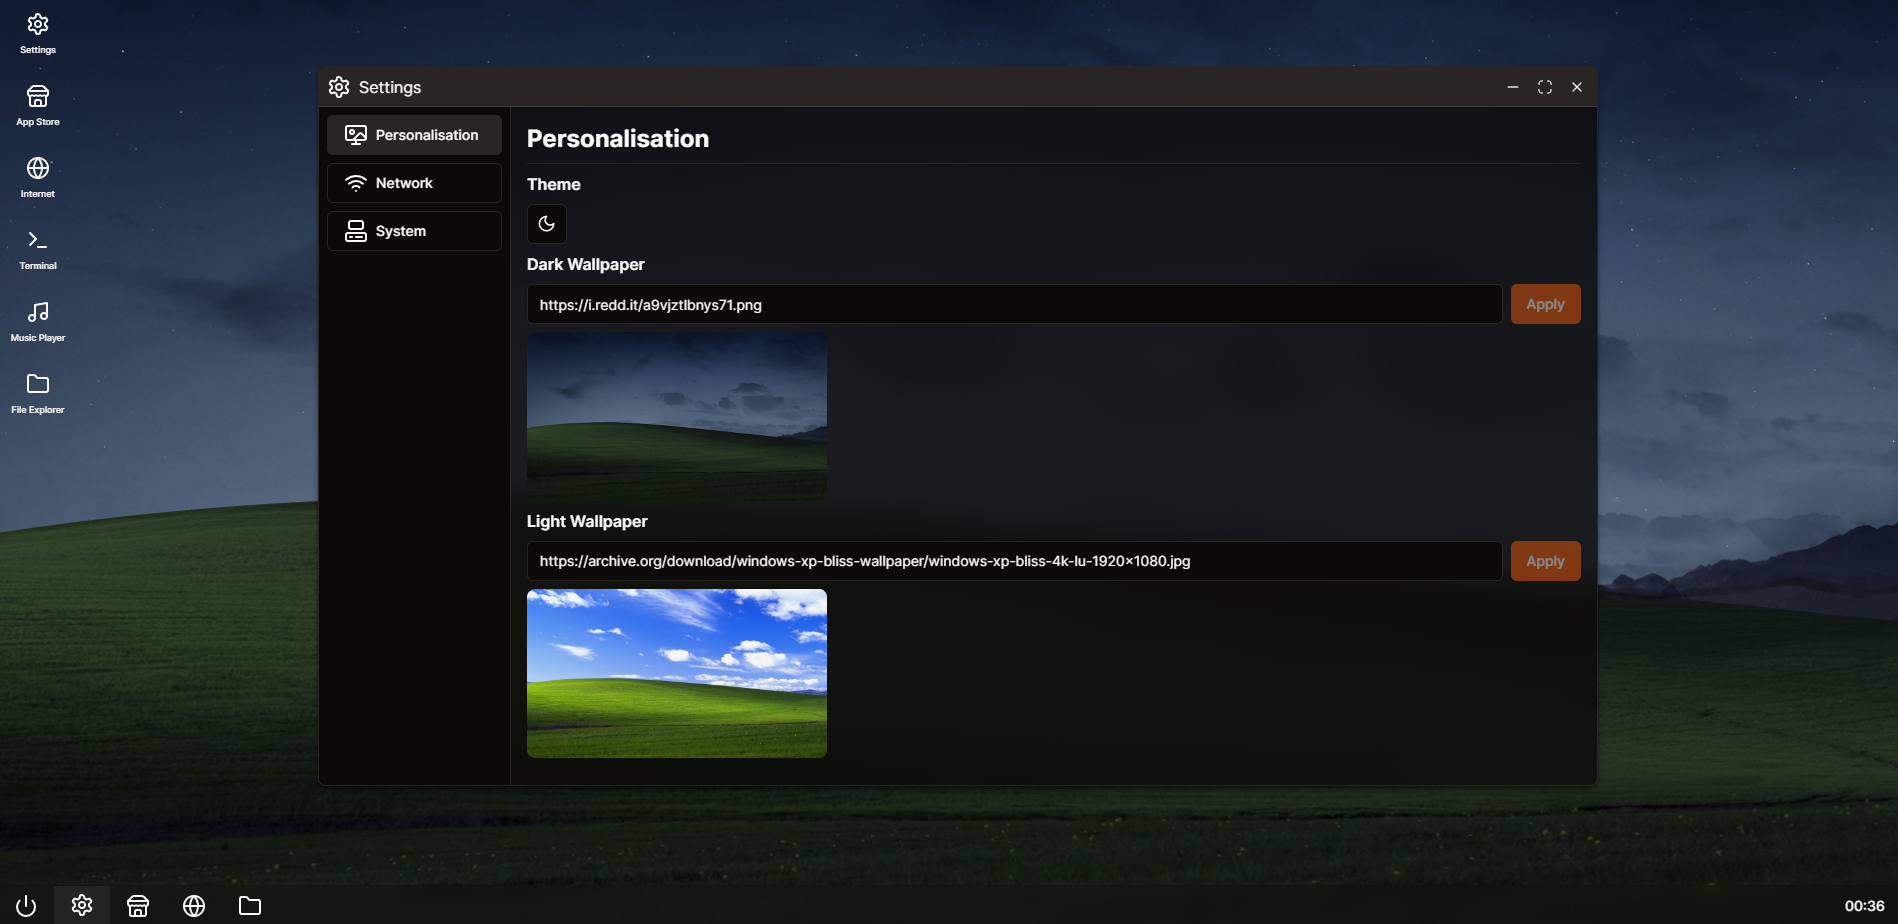 Settings
App Store
Internet
Terminal
Music Player
File Explorer
Settings
Personalisation
Network
System
Personalisation
Theme
Dark Wallpaper
https://i.redd.it/a9vjztlbnys71.png
Apply
Light Wallpaper
https://archive.org/download/windows-xp-bliss-wallpaper/windows-xp-bliss-4k-lu-1920x1080.jpg
Apply
00:36